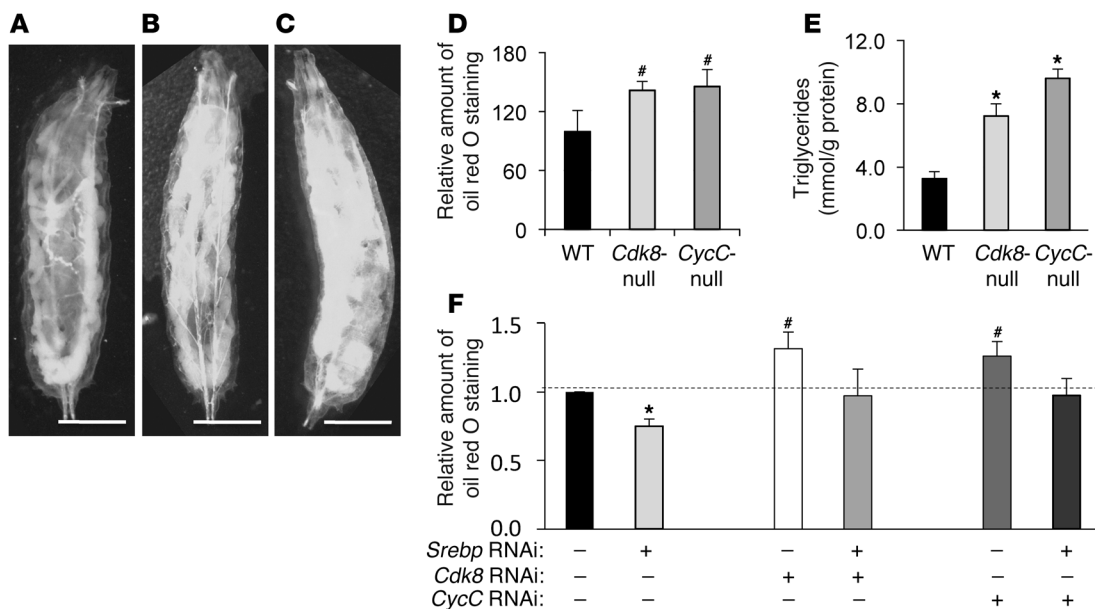 A
B
C
D
Relative amount of
oil red O staining
180
120
60
0
WT
Cdk8-
null
CycC-
null
#
#
E
Triglycerides
(mmol/g protein)
12.0
8.0
4.0
0.0
WT
Cdk8-
null
CycC-
null
*
*
F
Relative amount of
oil red O staining
1.5
1.0
0.5
0.0
*
#
#
Srebp RNAi: – + – + – +
Cdk8 RNAi: – – + + – –
CycC RNAi: – – – – + +